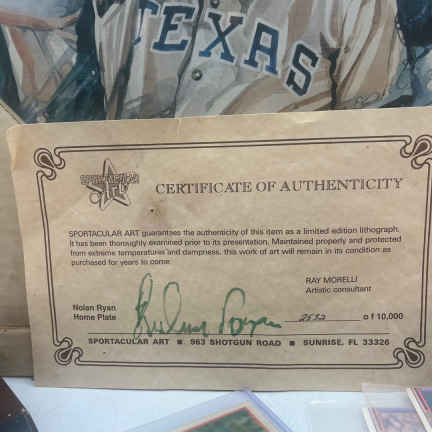 TEXAS
SPORTACULAR
Art
CERTIFICATE OF AUTHENTICITY
SPORTACULAR ART guarantees the authenticity of this item as a limited edition lithograph.
It has been thoroughly examined prior to its presentation. Maintained properly and protected
from extreme temperatures and dampness, this work of art will remain in its condition as
purchased for years to come.
RAY MORELLI
Artistic consultant
Nolan Ryan
Home Plate
of 10,000
SPORTACULAR ART ■ 963 SHOTGUN ROAD ■ SUNRISE, FL 33326